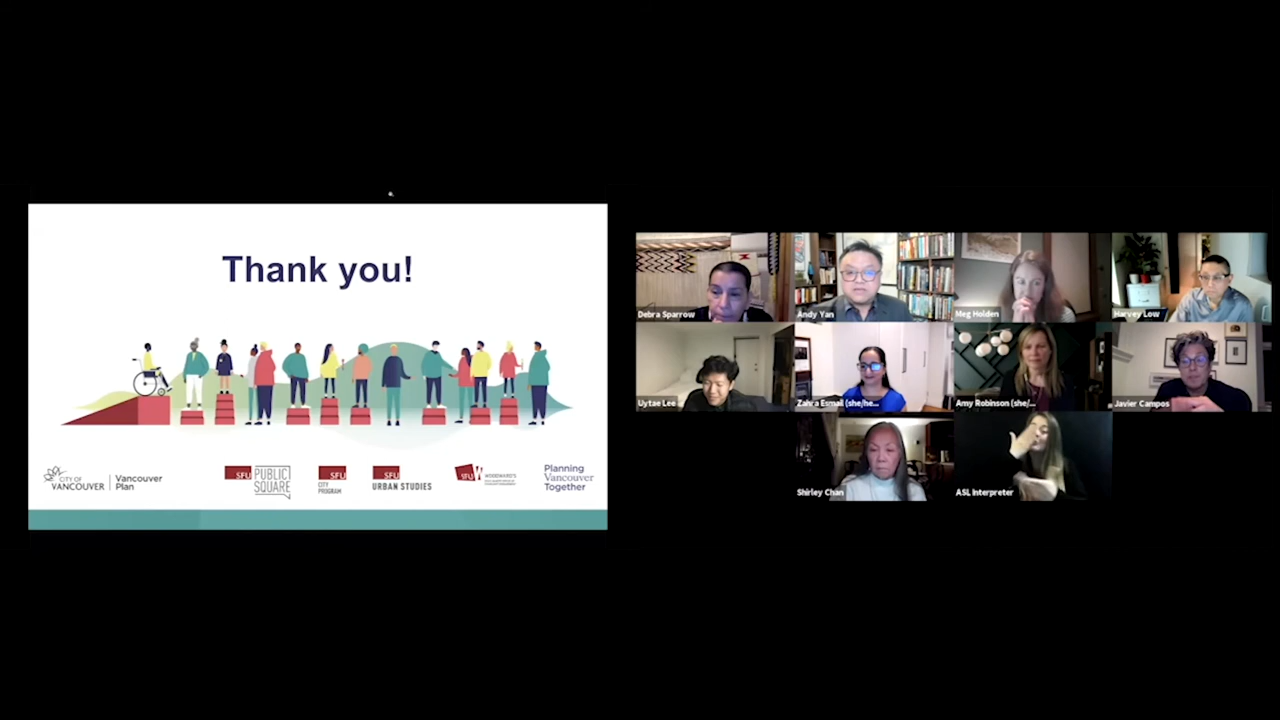 Thank you!
CITY OF
VANCOUVER
Vancouver
Plan
SFU
PUBLIC
SQUARE
SFU
CITY
PROGRAM
SFU
URBAN STUDIES
SFU
W
WOODWARD'S
Planning
Vancouver
Together
Debra Sparrow
Andy Yan
Meg Holden
Harvey Low
Uytae Lee
Zahra Esmail (she/he...
Amy Robinson (she/...
Javier Campos
Shirley Chan
ASL Interpreter